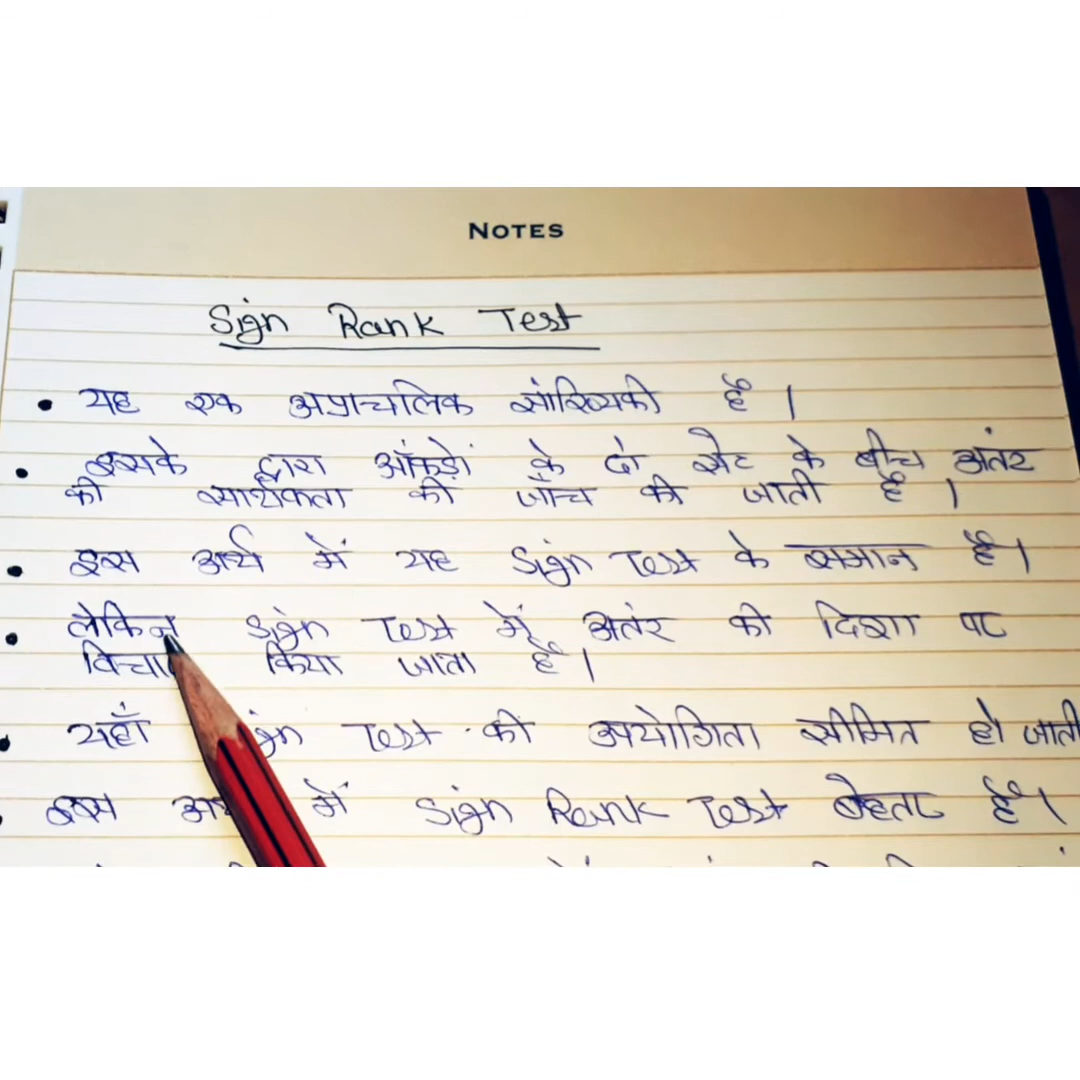 NOTES
Sign Rank Test
• यह एक अप्राचलिक सांख्यिकी है।
• इसके द्वारा आँकड़ों के दो सेट के बीच अंतर
की सार्थकता की जाँच की जाती है।
• इस अर्थ में यह Sign Test के समान है।
• लेकिन Sign Test में अंतर की दिशा पर
किया जाता है।
• यहाँ Test की उपयोगिता सीमित हो जाती
इस में Sign Rank Test बेहतर है।